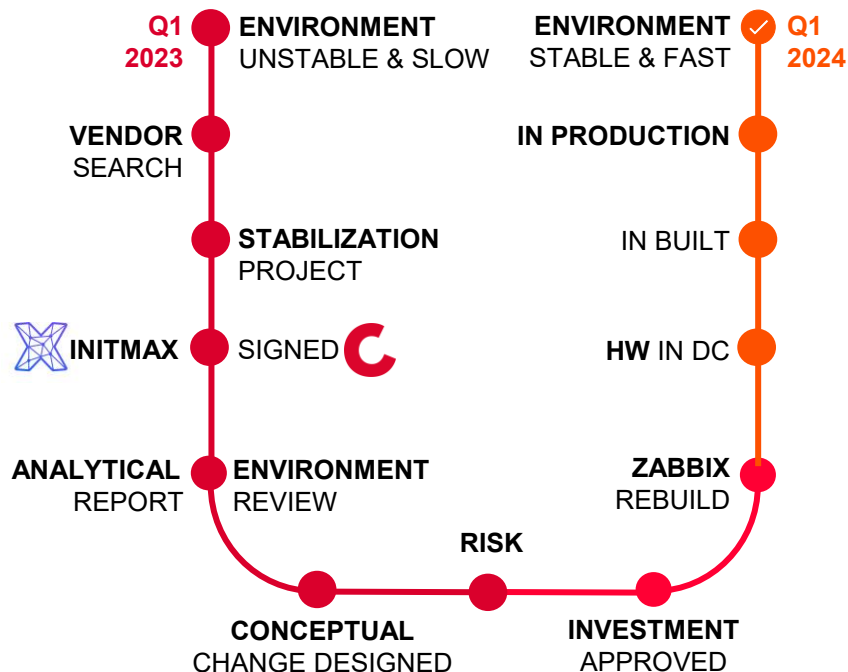 Q1
2023
ENVIRONMENT
UNSTABLE & SLOW
VENDOR
SEARCH
STABILIZATION
PROJECT
INITMAX
SIGNED
ANALYTICAL
REPORT
ENVIRONMENT
REVIEW
CONCEPTUAL
CHANGE DESIGNED
RISK
INVESTMENT
APPROVED
ZABBIX
REBUILD
HW IN DC
IN BUILT
IN PRODUCTION
ENVIRONMENT
STABLE & FAST
Q1
2024